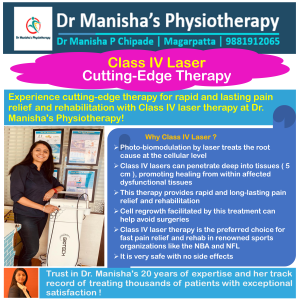 Dr Manisha's Physiotherapy
Dr Manisha P Chipade | Magarpatta | 9881912065
Dr Manisha's Physiotherapy
Class IV Laser
Cutting-Edge Therapy
Experience cutting-edge therapy for rapid and lasting pain
relief and rehabilitation with Class IV laser therapy at Dr.
Manisha's Physiotherapy!
Why Class IV Laser ?
Photo-biomodulation by laser treats the root
cause at the cellular level
Class IV lasers can penetrate deep into tissues ( 5
cm ), promoting healing from within affected
dysfunctional tissues
This therapy provides rapid and long-lasting pain
relief and rehabilitation
Cell regrowth facilitated by this treatment can
help avoid surgeries
Class IV laser therapy is the preferred choice for
fast pain relief and rehab in renowned sports
organizations like the NBA and NFL
It is very safe with no side effects
Trust in Dr. Manisha's 20 years of expertise and her track
record of treating thousands of patients with exceptional
satisfaction !